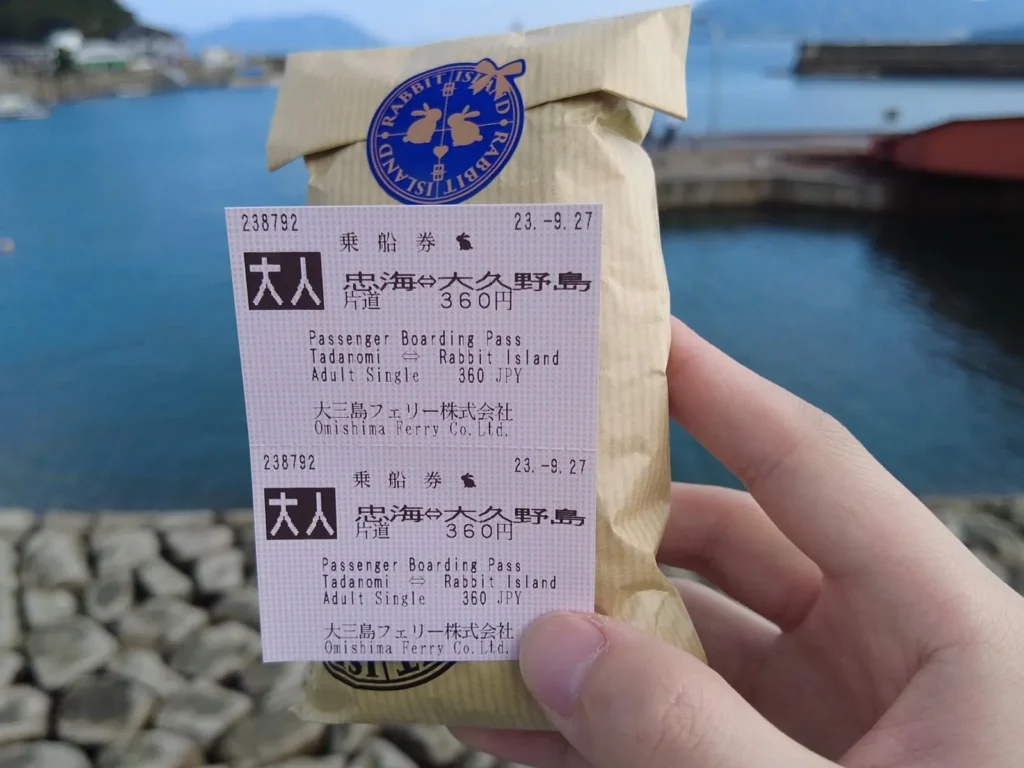 RABBIT ISLAND
RABBIT ISLAND
238792 23.-9.27
乗船券
大人 忠海⇔大久野島
片道 360円
Passenger Boarding Pass
Tadanomi ⇔ Rabbit Island
Adult Single 360 JPY
大三島フェリー株式会社
Omishima Ferry Co.Ltd.
238792 23.-9.27
乗船券
大人 忠海⇔大久野島
片道 360円
Passenger Boarding Pass
Tadanomi ⇔ Rabbit Island
Adult Single 360 JPY
大三島フェリー株式会社
Omishima Ferry Co.Ltd.